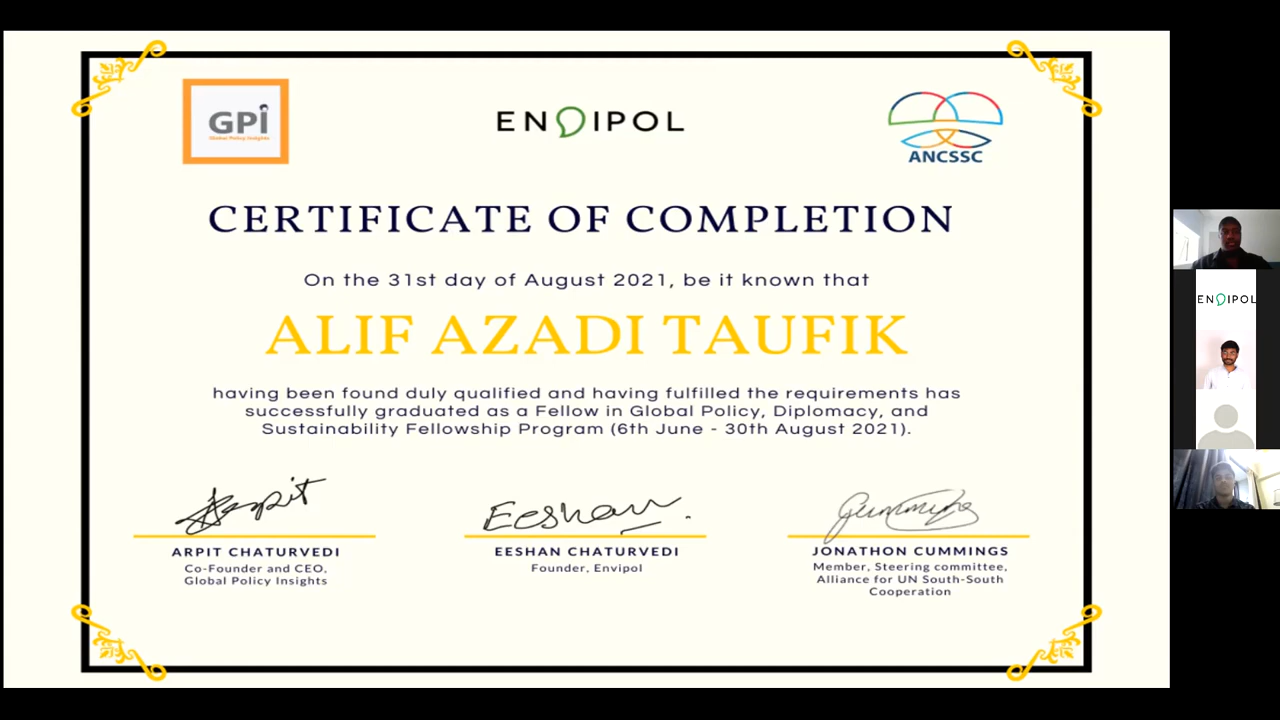 GPi
Global Policy Insights
ENVIPOL
ANCSSC
CERTIFICATE OF COMPLETION
On the 31st day of August 2021, be it known that
ALIF AZADI TAUFIK
having been found duly qualified and having fulfilled the requirements has
successfully graduated as a Fellow in Global Policy, Diplomacy, and
Sustainability Fellowship Program (6th June - 30th August 2021).
Arpit
Eeshan
Jcummings
ARPIT CHATURVEDI
Co-Founder and CEO,
Global Policy Insights
EESHAN CHATURVEDI
Founder, Envipol
JONATHON CUMMINGS
Member, Steering committee,
Alliance for UN South-South
Cooperation
ENVIPOL